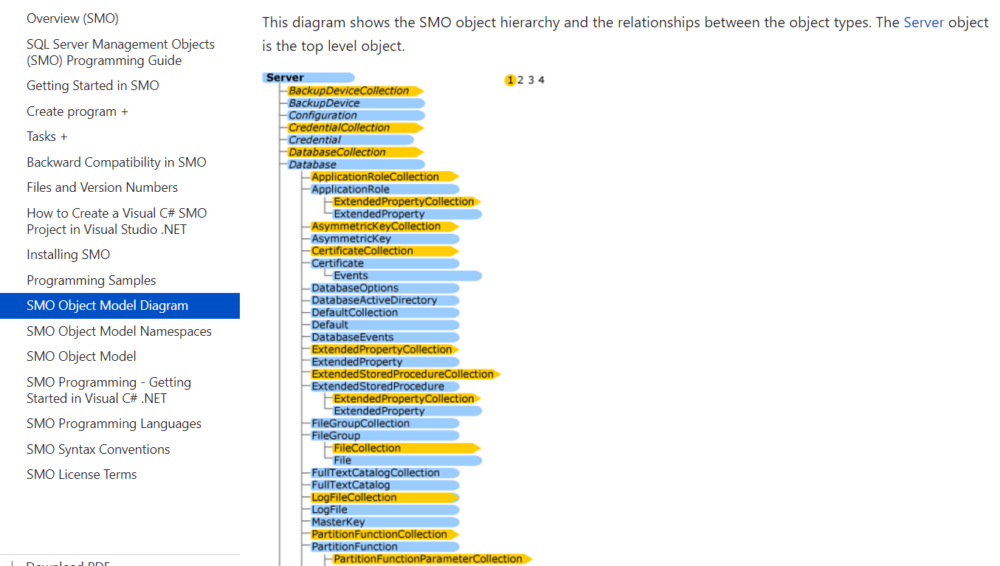 Overview (SMO)
SQL Server Management Objects
(SMO) Programming Guide
Getting Started in SMO
Create program +
Tasks +
Backward Compatibility in SMO
Files and Version Numbers
How to Create a Visual C# SMO
Project in Visual Studio .NET
Installing SMO
Programming Samples
SMO Object Model Diagram
SMO Object Model Namespaces
SMO Object Model
SMO Programming - Getting
Started in Visual C# .NET
SMO Programming Languages
SMO Syntax Conventions
SMO License Terms
Download PDF
This diagram shows the SMO object hierarchy and the relationships between the object types. The Server object
is the top level object.
Server
1 2 3 4
BackupDeviceCollection
BackupDevice
Configuration
CredentialCollection
Credential
DatabaseCollection
Database
ApplicationRoleCollection
ApplicationRole
ExtendedPropertyCollection
ExtendedProperty
AsymmetricKeyCollection
AsymmetricKey
CertificateCollection
Certificate
Events
DatabaseOptions
DatabaseActiveDirectory
DefaultCollection
Default
DatabaseEvents
ExtendedPropertyCollection
ExtendedProperty
ExtendedStoredProcedureCollection
ExtendedStoredProcedure
ExtendedPropertyCollection
ExtendedProperty
FileGroupCollection
FileGroup
FileCollection
File
FullTextCatalogCollection
FullTextCatalog
LogFileCollection
LogFile
MasterKey
PartitionFunctionCollection
PartitionFunction
PartitionFunctionParameterCollection